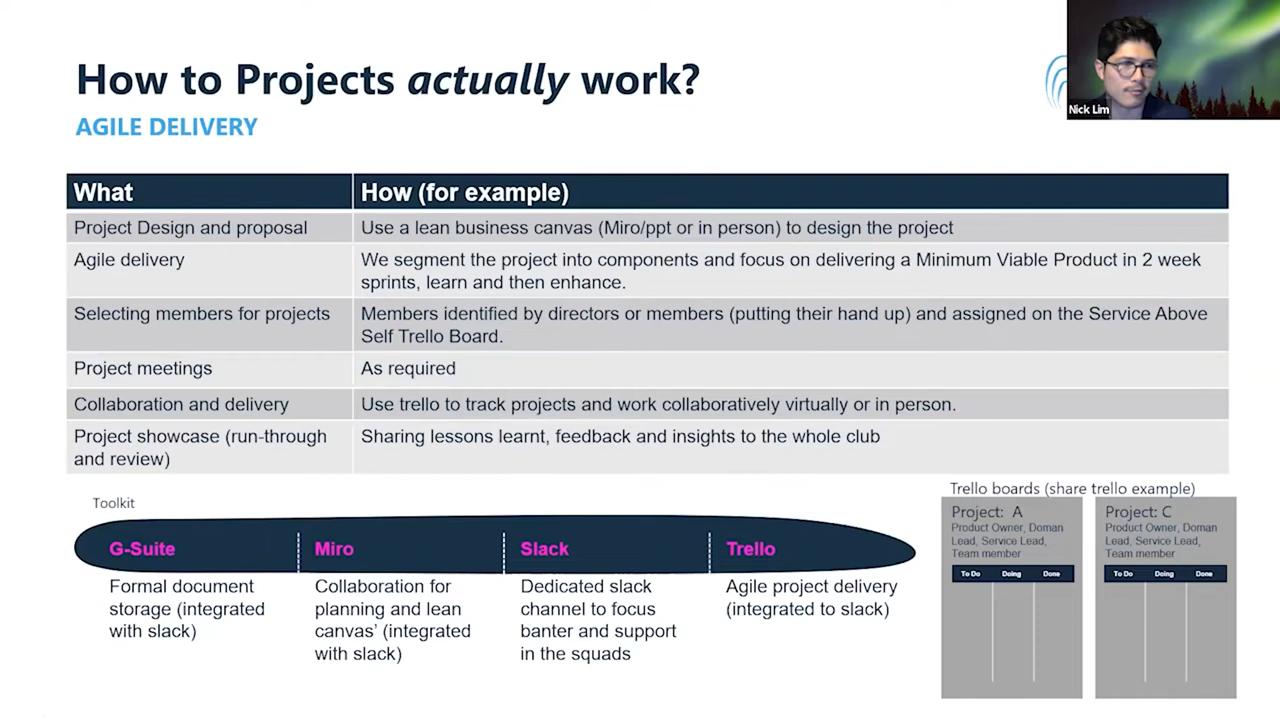 How to Projects actually work?
AGILE DELIVERY
Nick Lim
What How (for example)
Project Design and proposal Use a lean business canvas (Miro/ppt or in person) to design the project
Agile delivery We segment the project into components and focus on delivering a Minimum Viable Product in 2 week
sprints, learn and then enhance.
Selecting members for projects Members identified by directors or members (putting their hand up) and assigned on the Service Above
Self Trello Board.
Project meetings As required
Collaboration and delivery Use trello to track projects and work collaboratively virtually or in person.
Project showcase (run-through Sharing lessons learnt, feedback and insights to the whole club
and review)
Toolkit
G-Suite Miro Slack Trello
Formal document
storage (integrated
with slack)
Collaboration for
planning and lean
canvas’ (integrated
with slack)
Dedicated slack
channel to focus
banter and support
in the squads
Agile project delivery
(integrated to slack)
Trello boards (share trello example)
Project: A
Product Owner, Doman
Lead, Service Lead,
Team member
To Do Doing Done
Project: C
Product Owner, Doman
Lead, Service Lead,
Team member
To Do Doing Done